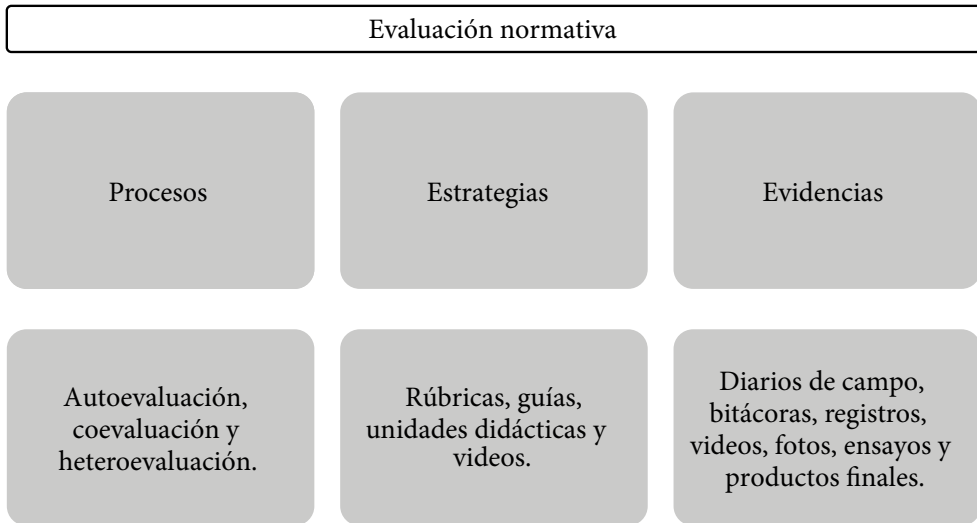 Evaluación normativa
Procesos
Estrategias
Evidencias
Autoevaluación,
coevaluación y
heteroevaluación.
Rúbricas, guías,
unidades didácticas y
videos.
Diarios de campo,
bitácoras, registros,
videos, fotos, ensayos y
productos finales.